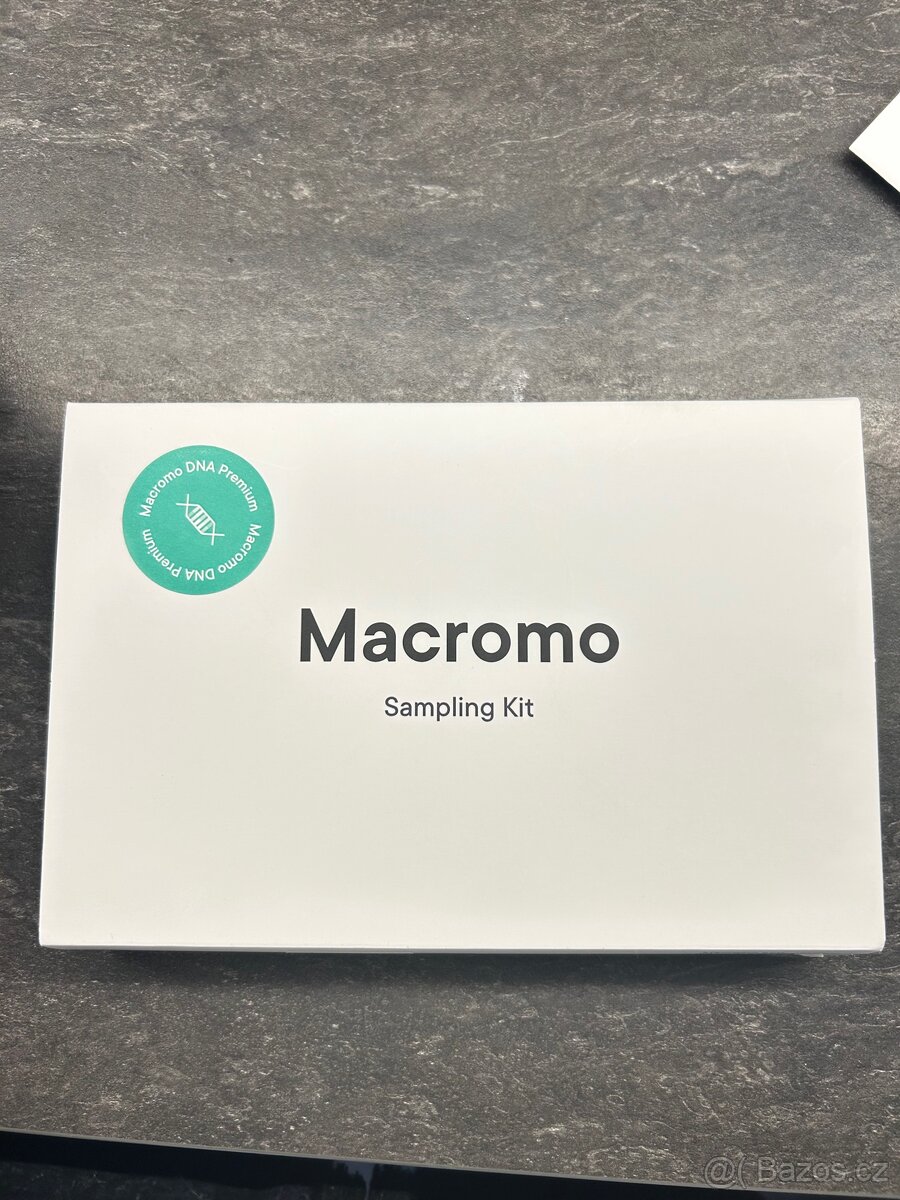 Macromo DNA Premium
Macromo DNA Premium
Macromo
Sampling Kit
@( Bazos.cz